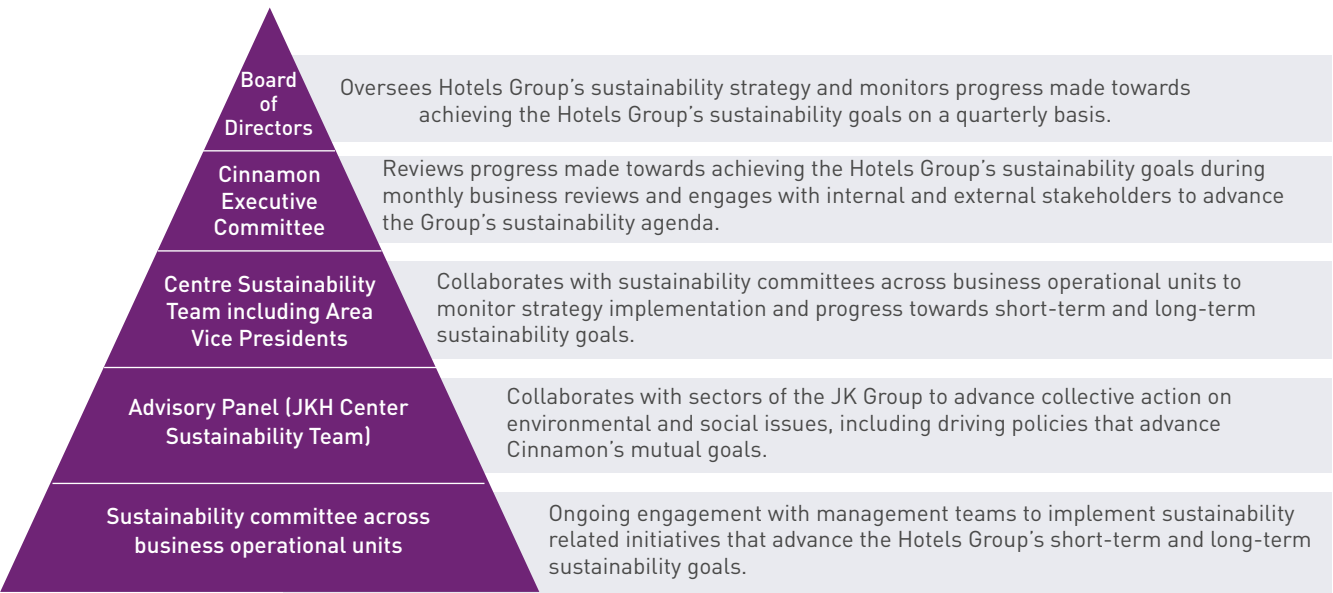 Board
of
Directors
Oversees Hotels Group’s sustainability strategy and monitors progress made towards
achieving the Hotels Group’s sustainability goals on a quarterly basis.
Cinnamon
Executive
Committee
Reviews progress made towards achieving the Hotels Group’s sustainability goals during
monthly business reviews and engages with internal and external stakeholders to advance
the Group’s sustainability agenda.
Centre Sustainability
Team including Area
Vice Presidents
Collaborates with sustainability committees across business operational units to
monitor strategy implementation and progress towards short-term and long-term
sustainability goals.
Advisory Panel (JKH Center
Sustainability Team)
Collaborates with sectors of the JK Group to advance collective action on
environmental and social issues, including driving policies that advance
Cinnamon’s mutual goals.
Sustainability committee across
business operational units
Ongoing engagement with management teams to implement sustainability
related initiatives that advance the Hotels Group’s short-term and long-term
sustainability goals.